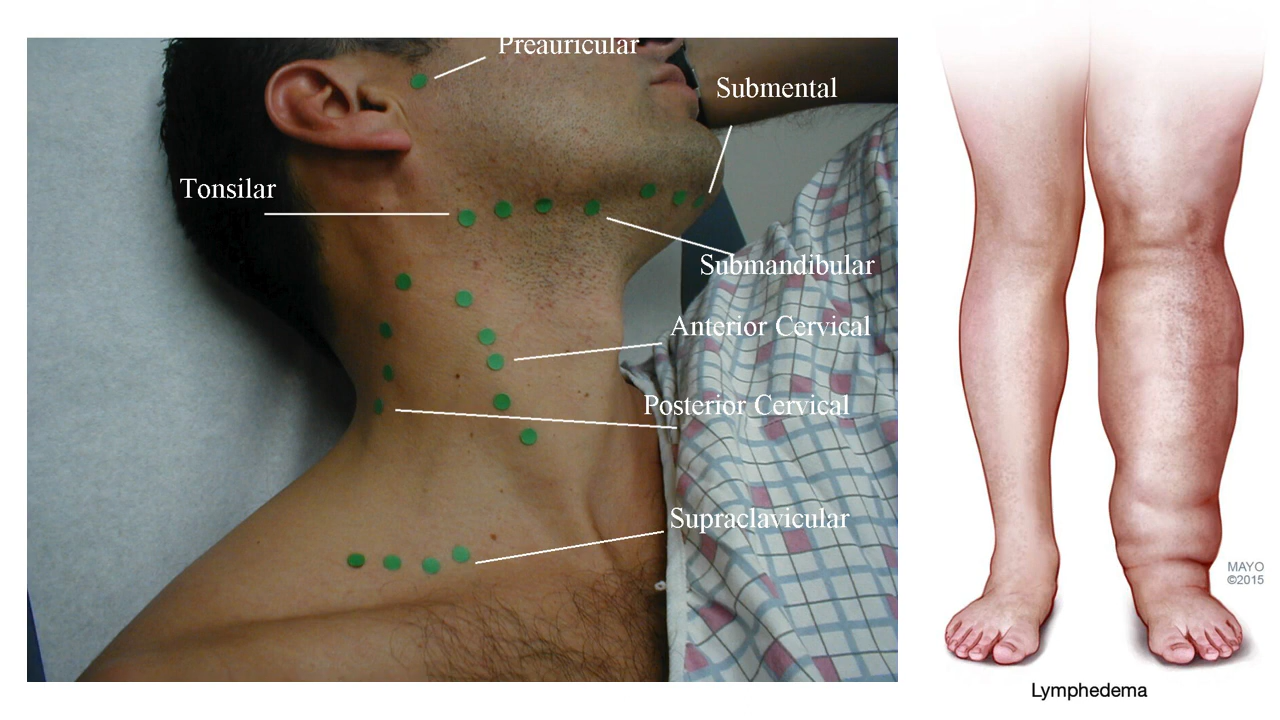 Preauricular
Submental
Tonsilar
Submandibular
Anterior Cervical
Posterior Cervical
Supraclavicular
MAYO
©2015
Lymphedema